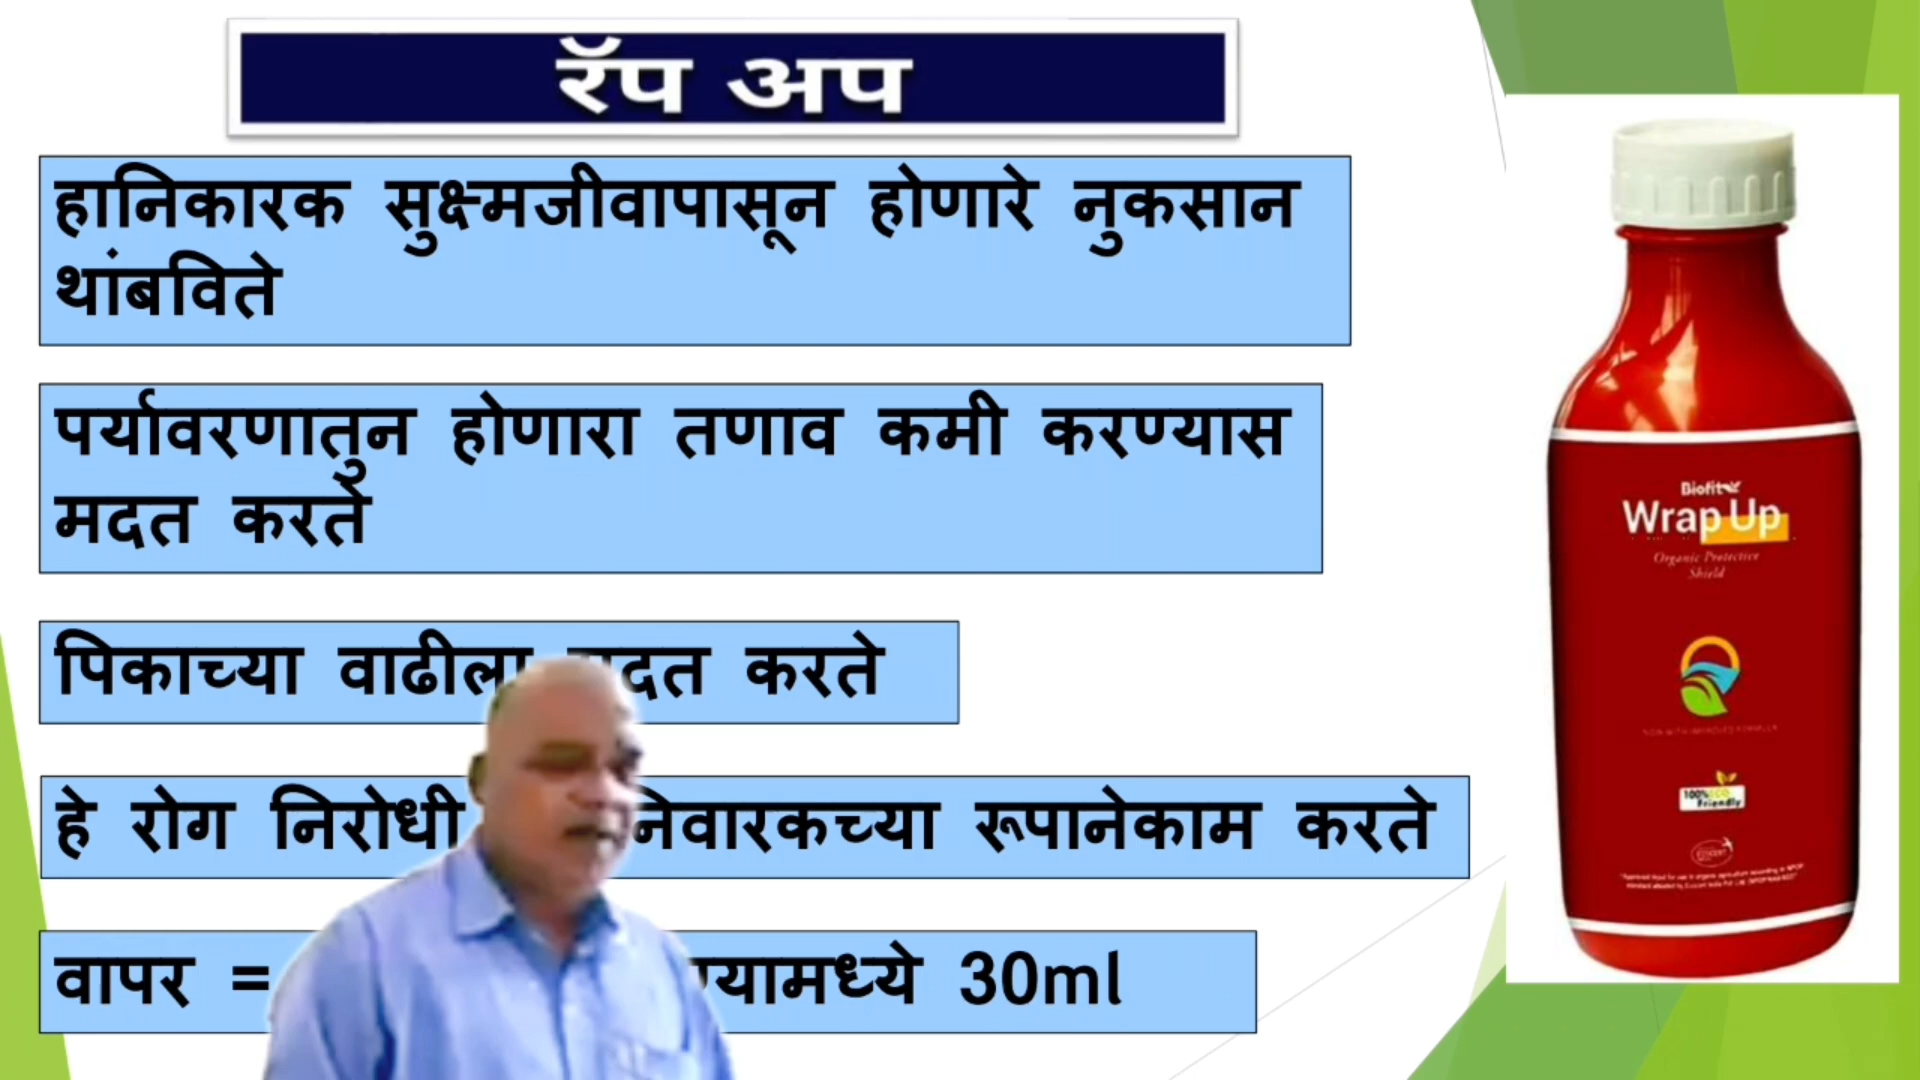 रॅप अप
हानिकारक सुक्ष्मजीवापासून होणारे नुकसान
थांबविते
पर्यावरणातुन होणारा तणाव कमी करण्यास
मदत करते
पिकाच्या वाढीला मदत करते
हे रोग निरोधी निवारकच्या रूपानेकाम करते
वापर = 30ml
Biofit
Wrap Up
Organic Protective
Shield
100% ECO
Friendly